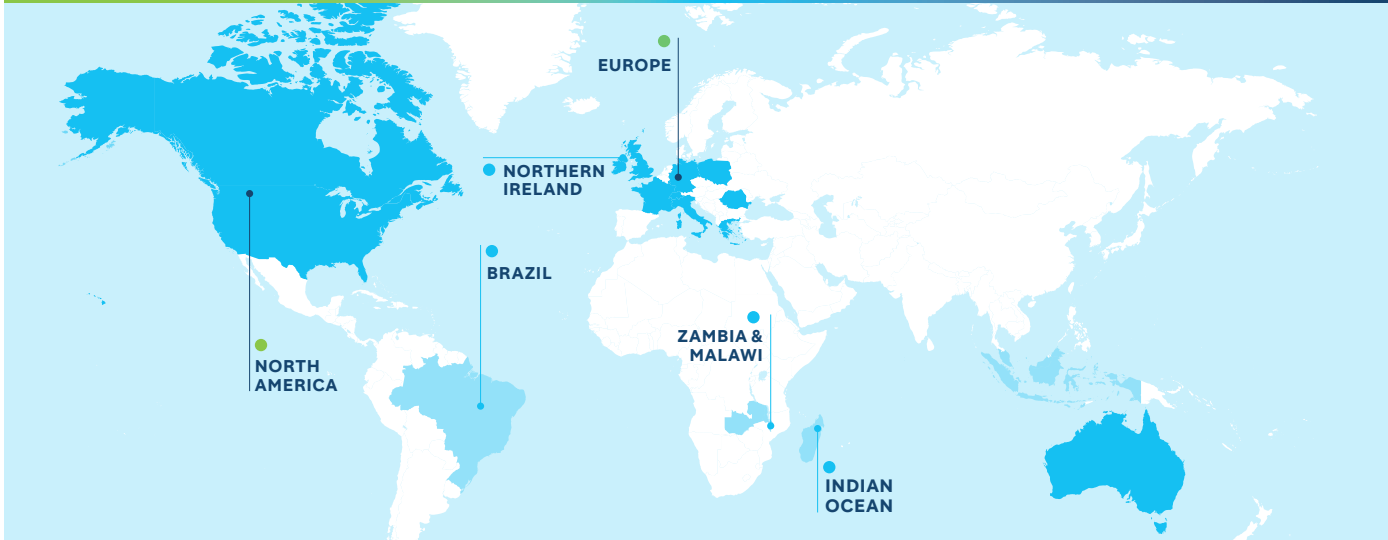 EUROPE
NORTHERN
IRELAND
BRAZIL
ZAMBIA &
MALAWI
NORTH
AMERICA
INDIAN
OCEAN